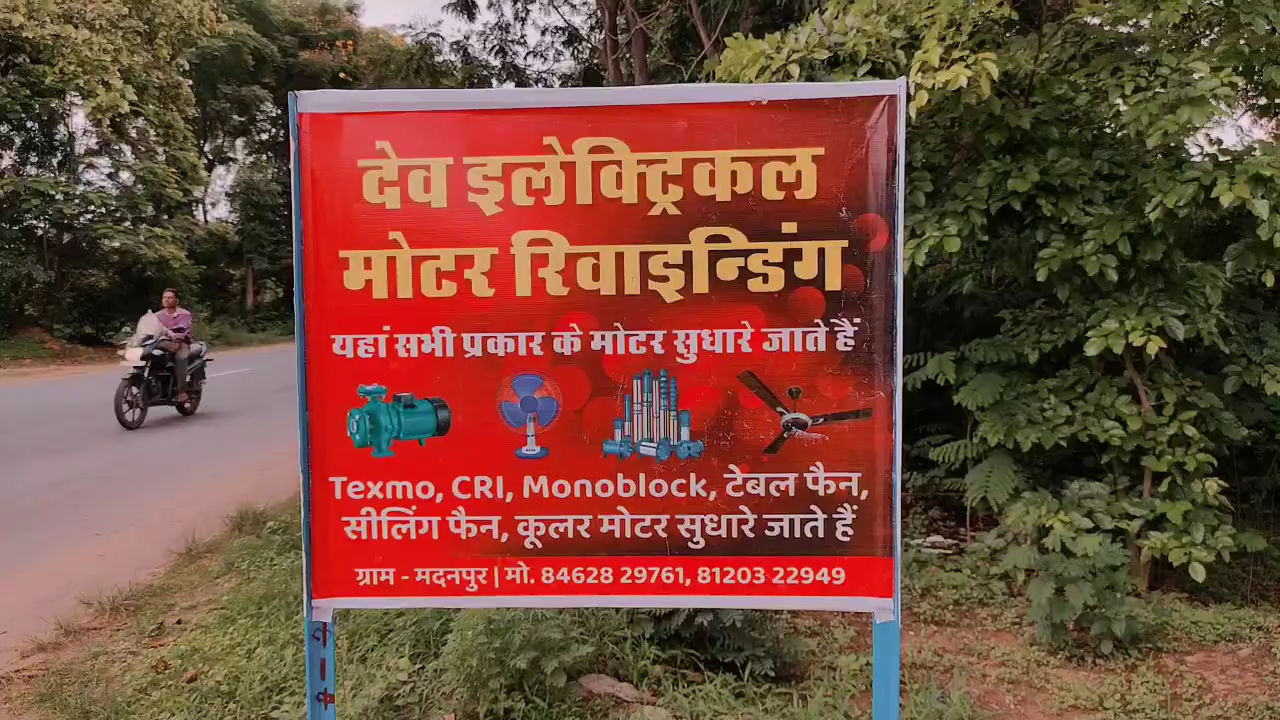 देव इलेक्ट्रिकल
मोटर रिवाइन्डिंग
यहां सभी प्रकार के मोटर सुधारे जाते हैं
Texmo, CRI, Monoblock, टेबल फैन,
सीलिंग फैन, कूलर मोटर सुधारे जाते हैं
ग्राम - मदनपुर | मो. 84628 29761, 81203 22949